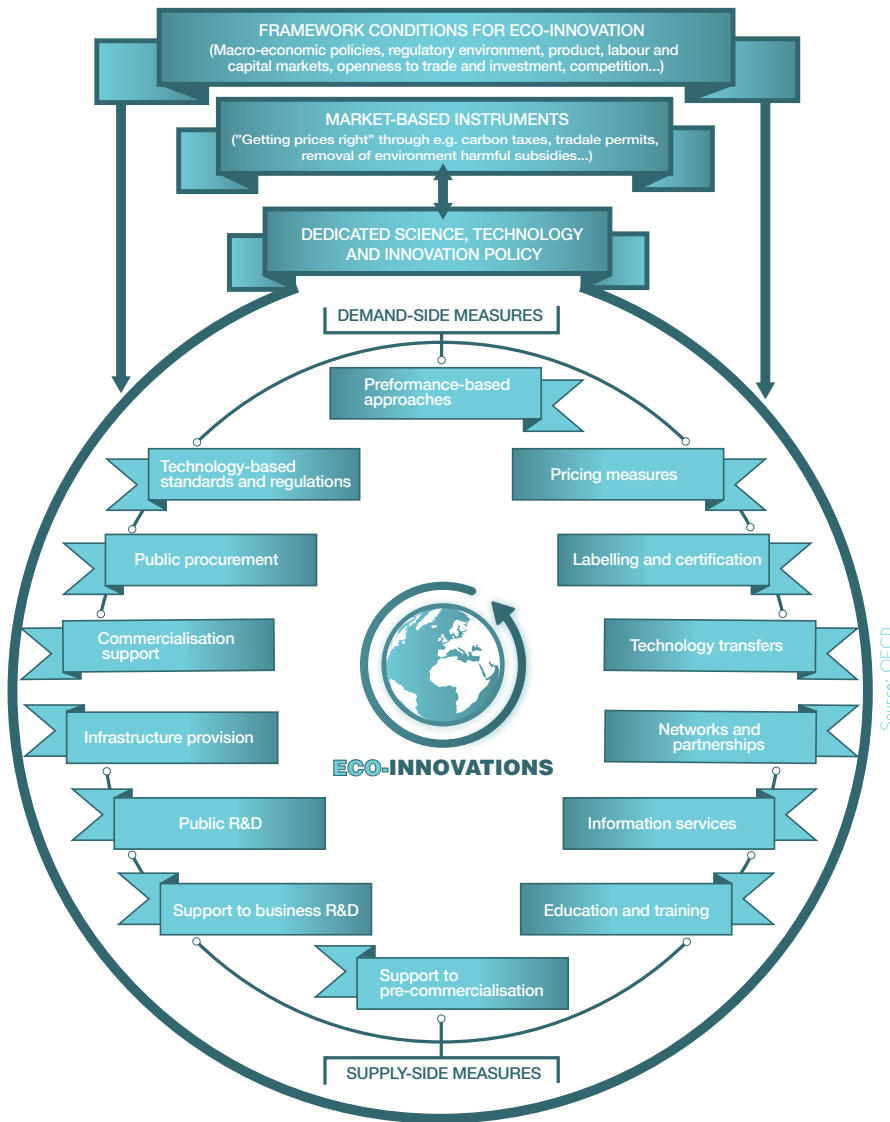 FRAMEWORK CONDITIONS FOR ECO-INNOVATION
(Macro-economic policies, regulatory environment, product, labour and
capital markets, openness to trade and investment, competition...)
MARKET-BASED INSTRUMENTS
("Getting prices right" through e.g. carbon taxes, tradale permits,
removal of environment harmful subsidies...)
DEDICATED SCIENCE, TECHNOLOGY
AND INNOVATION POLICY
DEMAND-SIDE MEASURES
Preformance-based
approaches
Technology-based
standards and regulations
Pricing measures
Public procurement
Labelling and certification
Commercialisation
support
Technology transfers
Infrastructure provision
Networks and
partnerships
ECO-INNOVATIONS
Public R&D
Information services
Support to business R&D
Education and training
Support to
pre-commercialisation
SUPPLY-SIDE MEASURES
Source: OECD